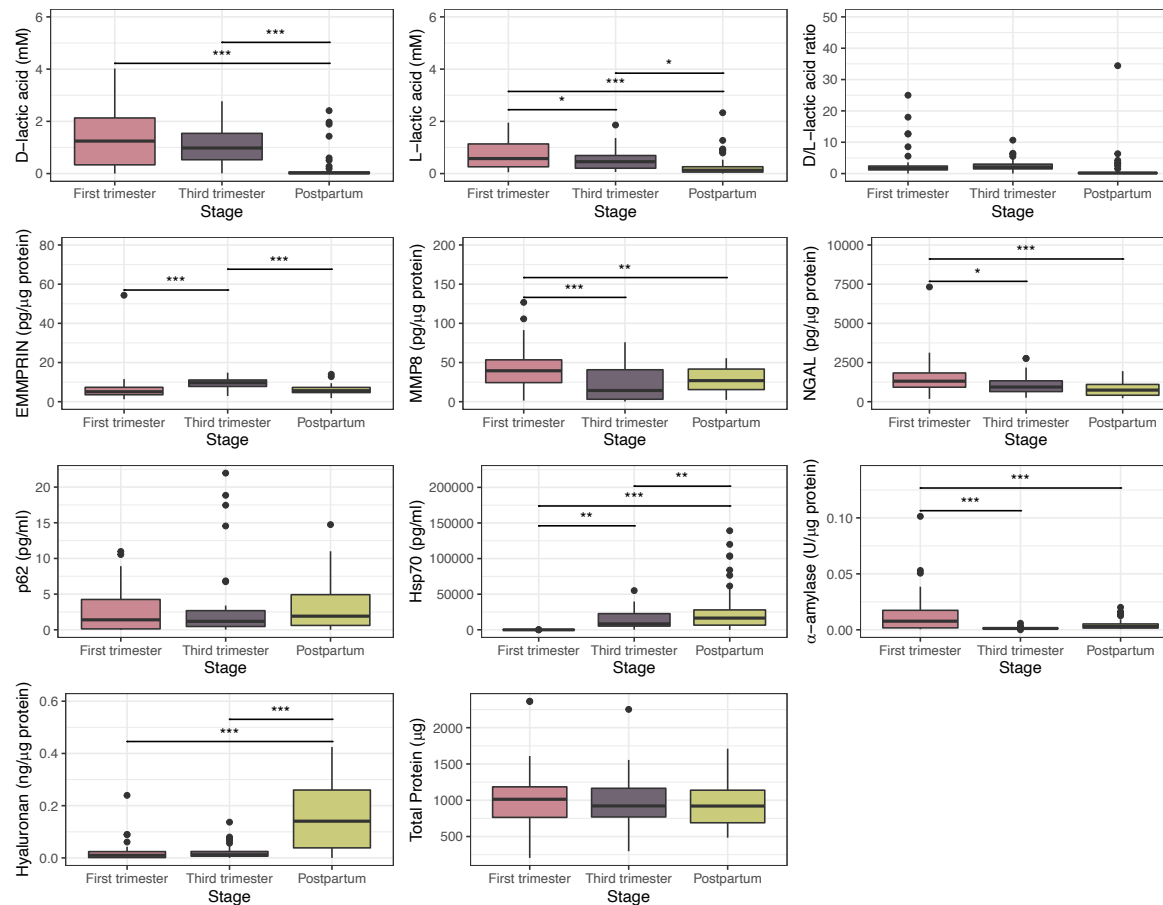 D−lactic acid (mM)
6
4
2
0
***
***
First trimester Third trimester Postpartum
Stage
L−lactic acid (mM)
6
4
2
0
*
***
*
First trimester Third trimester Postpartum
Stage
D/L−lactic acid ratio
50
40
30
20
10
0
First trimester Third trimester Postpartum
Stage
EMMPRIN (pg/μg protein)
80
60
40
20
0
***
***
First trimester Third trimester Postpartum
Stage
MMP8 (pg/μg protein)
200
150
100
50
0
**
***
First trimester Third trimester Postpartum
Stage
NGAL (pg/μg protein)
10000
7500
5000
2500
0
***
*
First trimester Third trimester Postpartum
Stage
p62 (pg/ml)
20
15
10
5
0
First trimester Third trimester Postpartum
Stage
Hsp70 (pg/ml)
200000
150000
100000
50000
0
**
***
**
First trimester Third trimester Postpartum
Stage
α−amylase (U/μg protein)
0.10
0.05
0.00
***
***
First trimester Third trimester Postpartum
Stage
Hyaluronan (ng/μg protein)
0.6
0.4
0.2
0.0
***
***
First trimester Third trimester Postpartum
Stage
Total Protein (μg)
2000
1500
1000
500
First trimester Third trimester Postpartum
Stage